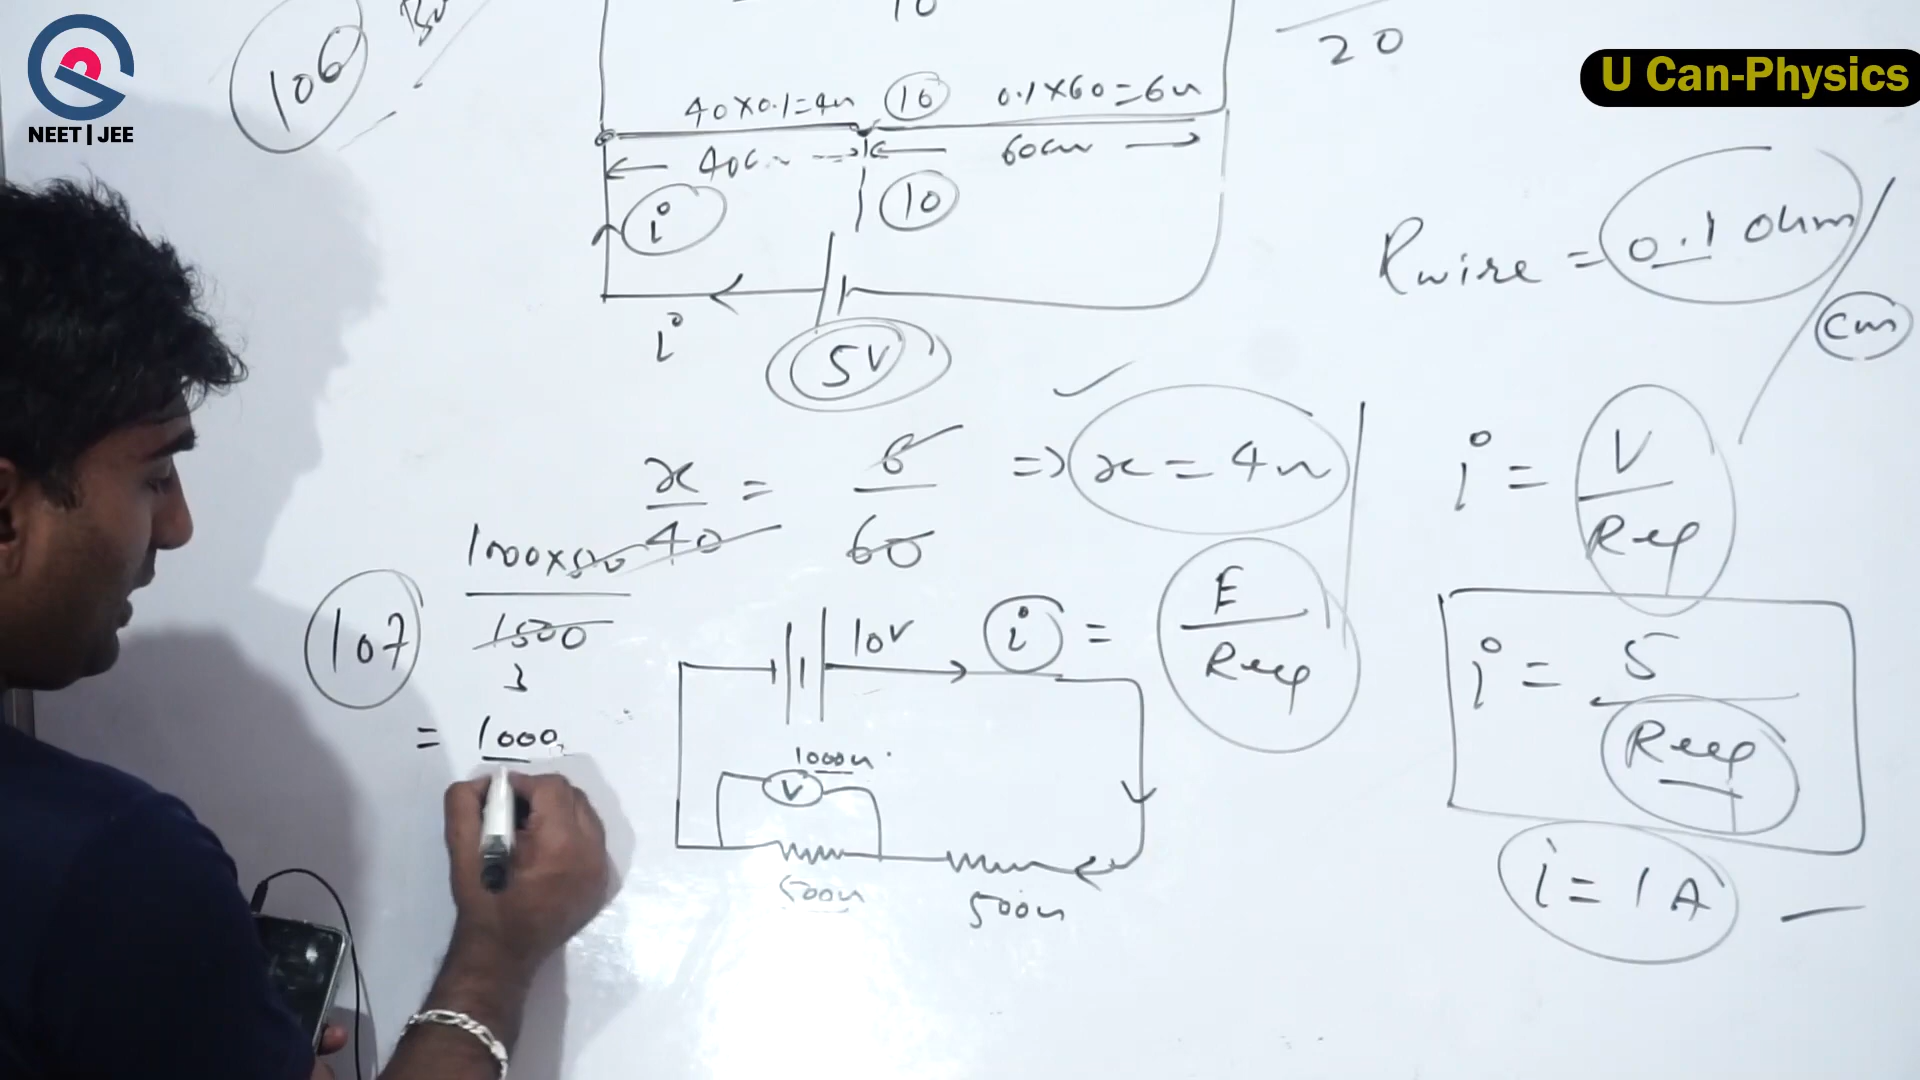 106
10
20
U Can-Physics
NEET|JEE
40×0.1=4Ω 10 0.1×60=6Ω
40cm 60cm
i 10
Rwire = 0.1 ohm/cm
i
5V
x/40 = 6/60 => x = 4Ω
i = V/Req
107
1000×500/1500
3
= 1000
10V i = E/Req
i = 5/Req
1000Ω
V
500Ω 500Ω
i = 1A